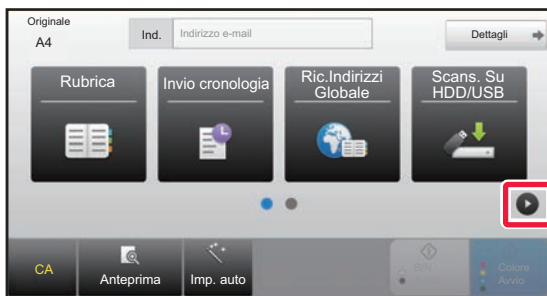 Originale
A4
Ind.
Indirizzo e-mail
Dettagli
Rubrica
Invio cronologia
Ric.Indirizzi
Globale
Scans. Su
HDD/USB
CA
Anteprima
Imp. auto
B/N
Avvio
Colore
Avvio